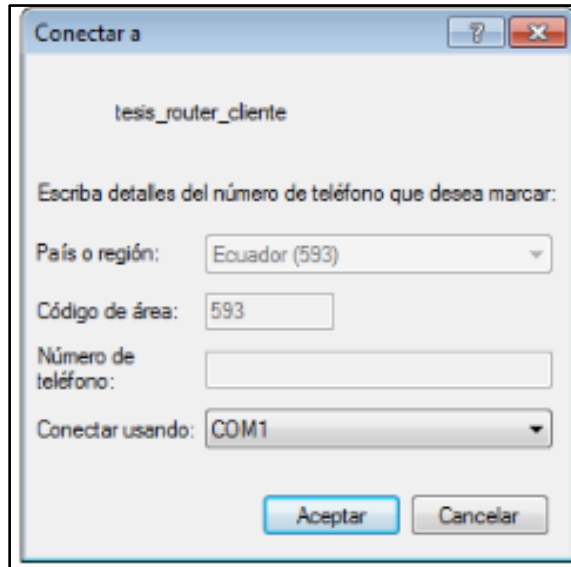 Conectar a
tesis_router_cliente
Escriba detalles del número de teléfono que desea marcar:
País o región: Ecuador (593)
Código de área: 593
Número de
teléfono:
Conectar usando: COM1
Aceptar Cancelar